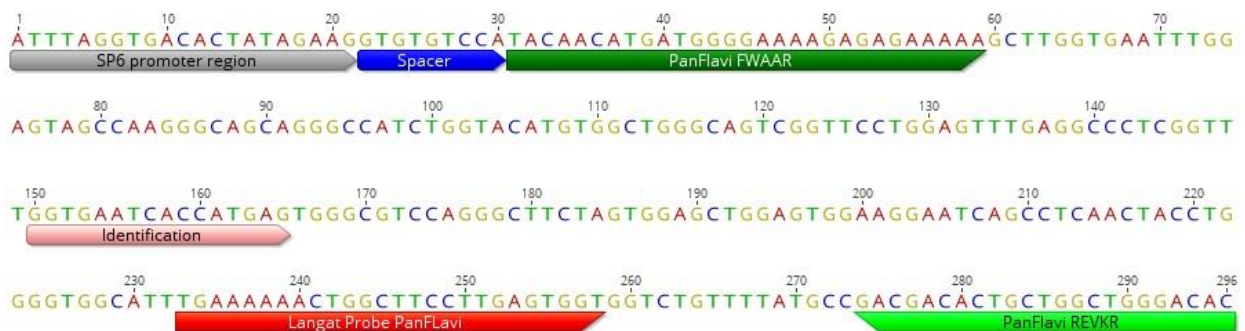 1 10 20 30 40 50 60 70
ATTTAGGTGACACTATAGAAGGTGTGTCCATACAACATGATGGGGAAAAGAGAGAAAAAGCTTGGTGAATTTGG
SP6 promoter region Spacer PanFlavi FWAAR
80 90 100 110 120 130 140
AGTAGCCAAGGGCAGCAGGGCCATCTGGTACATGTGGCTGGGCAGTCGGTTCCTGGAGTTTGAGGCCCTCGGTT
150 160 170 180 190 200 210 220
TGGTGAATCACCATGAGTGGGCGTCCAGGGCTTCTAGTGGAGCTGGAGTGGAAGGAATCAGCCTCAACTACCTG
Identification
230 240 250 260 270 280 290 296
GGGTGGCATTTGAAAAAACTGGCTTCCTTGAGTGGTGGTCTGTTTTATGCCGACGACACTGCTGGCTGGGACAC
Langat Probe PanFLavi PanFlavi REVKR